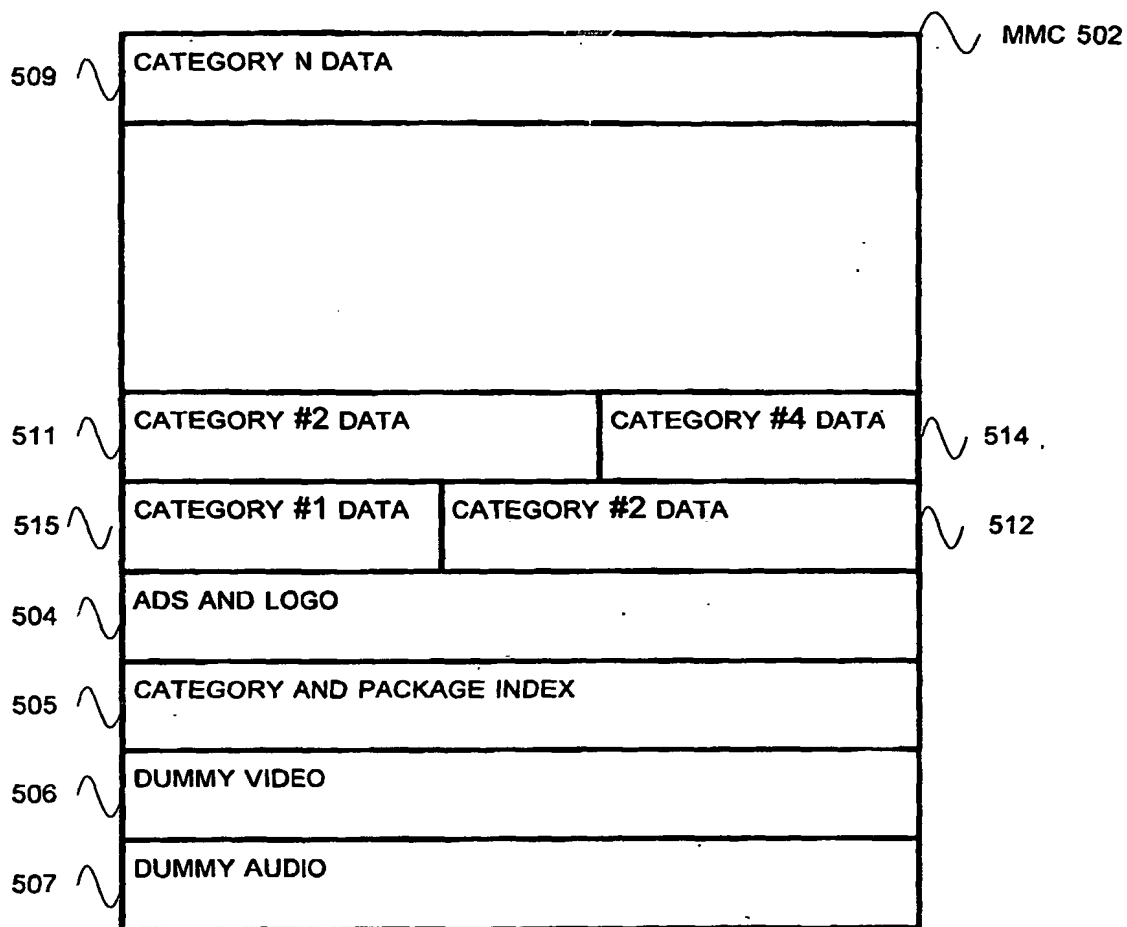 MMC 502
509 CATEGORY N DATA
511 CATEGORY #2 DATA CATEGORY #4 DATA 514
515 CATEGORY #1 DATA CATEGORY #2 DATA 512
504 ADS AND LOGO
505 CATEGORY AND PACKAGE INDEX
506 DUMMY VIDEO
507 DUMMY AUDIO